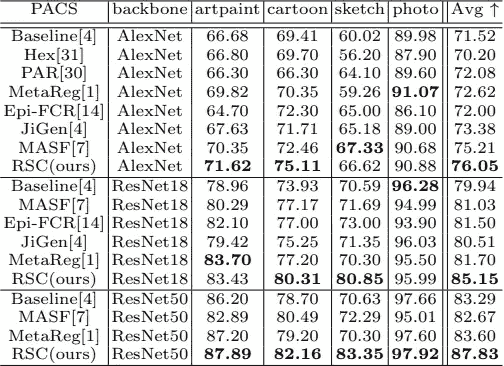 PACS backbone artpaint cartoon sketch photo Avg ↑
Baseline[4] AlexNet 66.68 69.41 60.02 89.98 71.52
Hex[31] AlexNet 66.80 69.70 56.20 87.90 70.20
PAR[30] AlexNet 66.30 66.30 64.10 89.60 72.08
MetaReg[1] AlexNet 69.82 70.35 59.26 91.07 72.62
Epi-FCR[14] AlexNet 64.70 72.30 65.00 86.10 72.00
JiGen[4] AlexNet 67.63 71.71 65.18 89.00 73.38
MASF[7] AlexNet 70.35 72.46 67.33 90.68 75.21
RSC(ours) AlexNet 71.62 75.11 66.62 90.88 76.05
Baseline[4] ResNet18 78.96 73.93 70.59 96.28 79.94
MASF[7] ResNet18 80.29 77.17 71.69 94.99 81.03
Epi-FCR[14] ResNet18 82.10 77.00 73.00 93.90 81.50
JiGen[4] ResNet18 79.42 75.25 71.35 96.03 80.51
MetaReg[1] ResNet18 83.70 77.20 70.30 95.50 81.70
RSC(ours) ResNet18 83.43 80.31 80.85 95.99 85.15
Baseline[4] ResNet50 86.20 78.70 70.63 97.66 83.29
MASF[7] ResNet50 82.89 80.49 72.29 95.01 82.67
MetaReg[1] ResNet50 87.20 79.20 70.30 97.60 83.60
RSC(ours) ResNet50 87.89 82.16 83.35 97.92 87.83